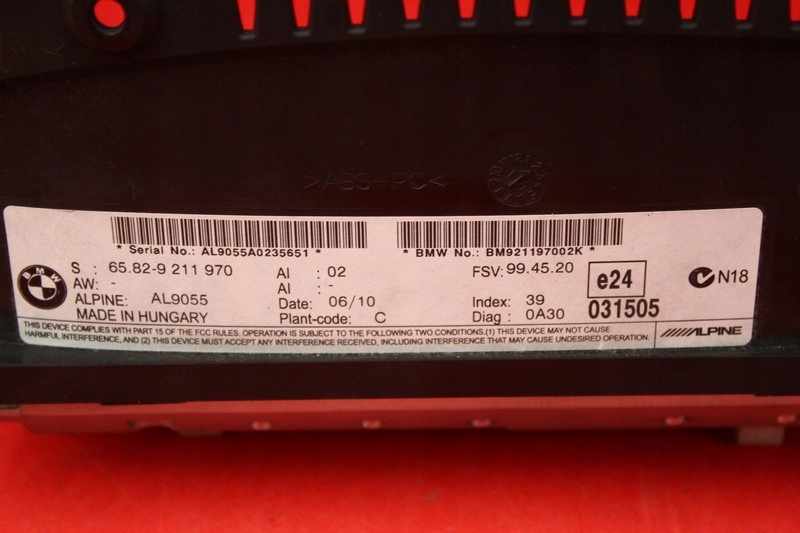 >ABS+PC<
* Serial No.: AL9055A0235651 *
* BMW No.: BM921197002K *
BMW
S : 65.82-9 211 970
AW: -
ALPINE: AL9055
MADE IN HUNGARY
AI : 02
AI : -
Date: 06/10
Plant-code: C
FSV: 99.45.20
Index: 39
Diag : 0A30
e24
031505
N18
THIS DEVICE COMPLIES WITH PART 15 OF THE FCC RULES. OPERATION IS SUBJECT TO THE FOLLOWING TWO CONDITIONS.(1) THIS DEVICE MAY NOT CAUSE
HARMFUL INTERFERENCE, AND (2) THIS DEVICE MUST ACCEPT ANY INTERFERENCE RECEIVED, INCLUDING INTERFERENCE THAT MAY CAUSE UNDESIRED OPERATION.
ALPINE